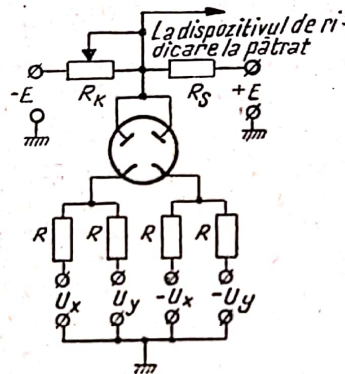 La dispozitivul de ri-
dicare la pătrat
-E
R_K
R_S
+E
R
R
R
R
U_x
U_y
-U_x
-U_y